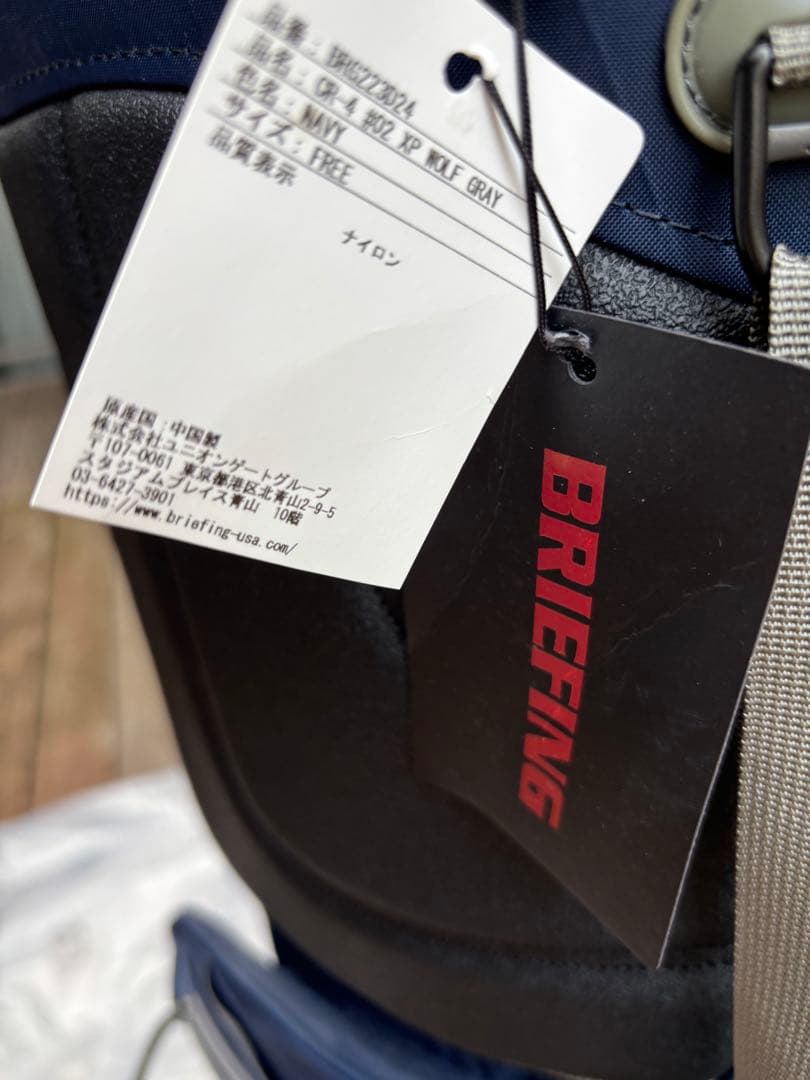 品番：BRG223D24
品名：CR-4 #02 XP WOLF GRAY
色名：NAVY
サイズ：FREE
品質表示
ナイロン
原産国：中国製
株式会社ユニオンゲートグループ
〒107-0061 東京都港区北青山2-9-5
スタジアムプレイス青山 10階
03-6427-3901
https://www.briefing-usa.com/
BRIEFING